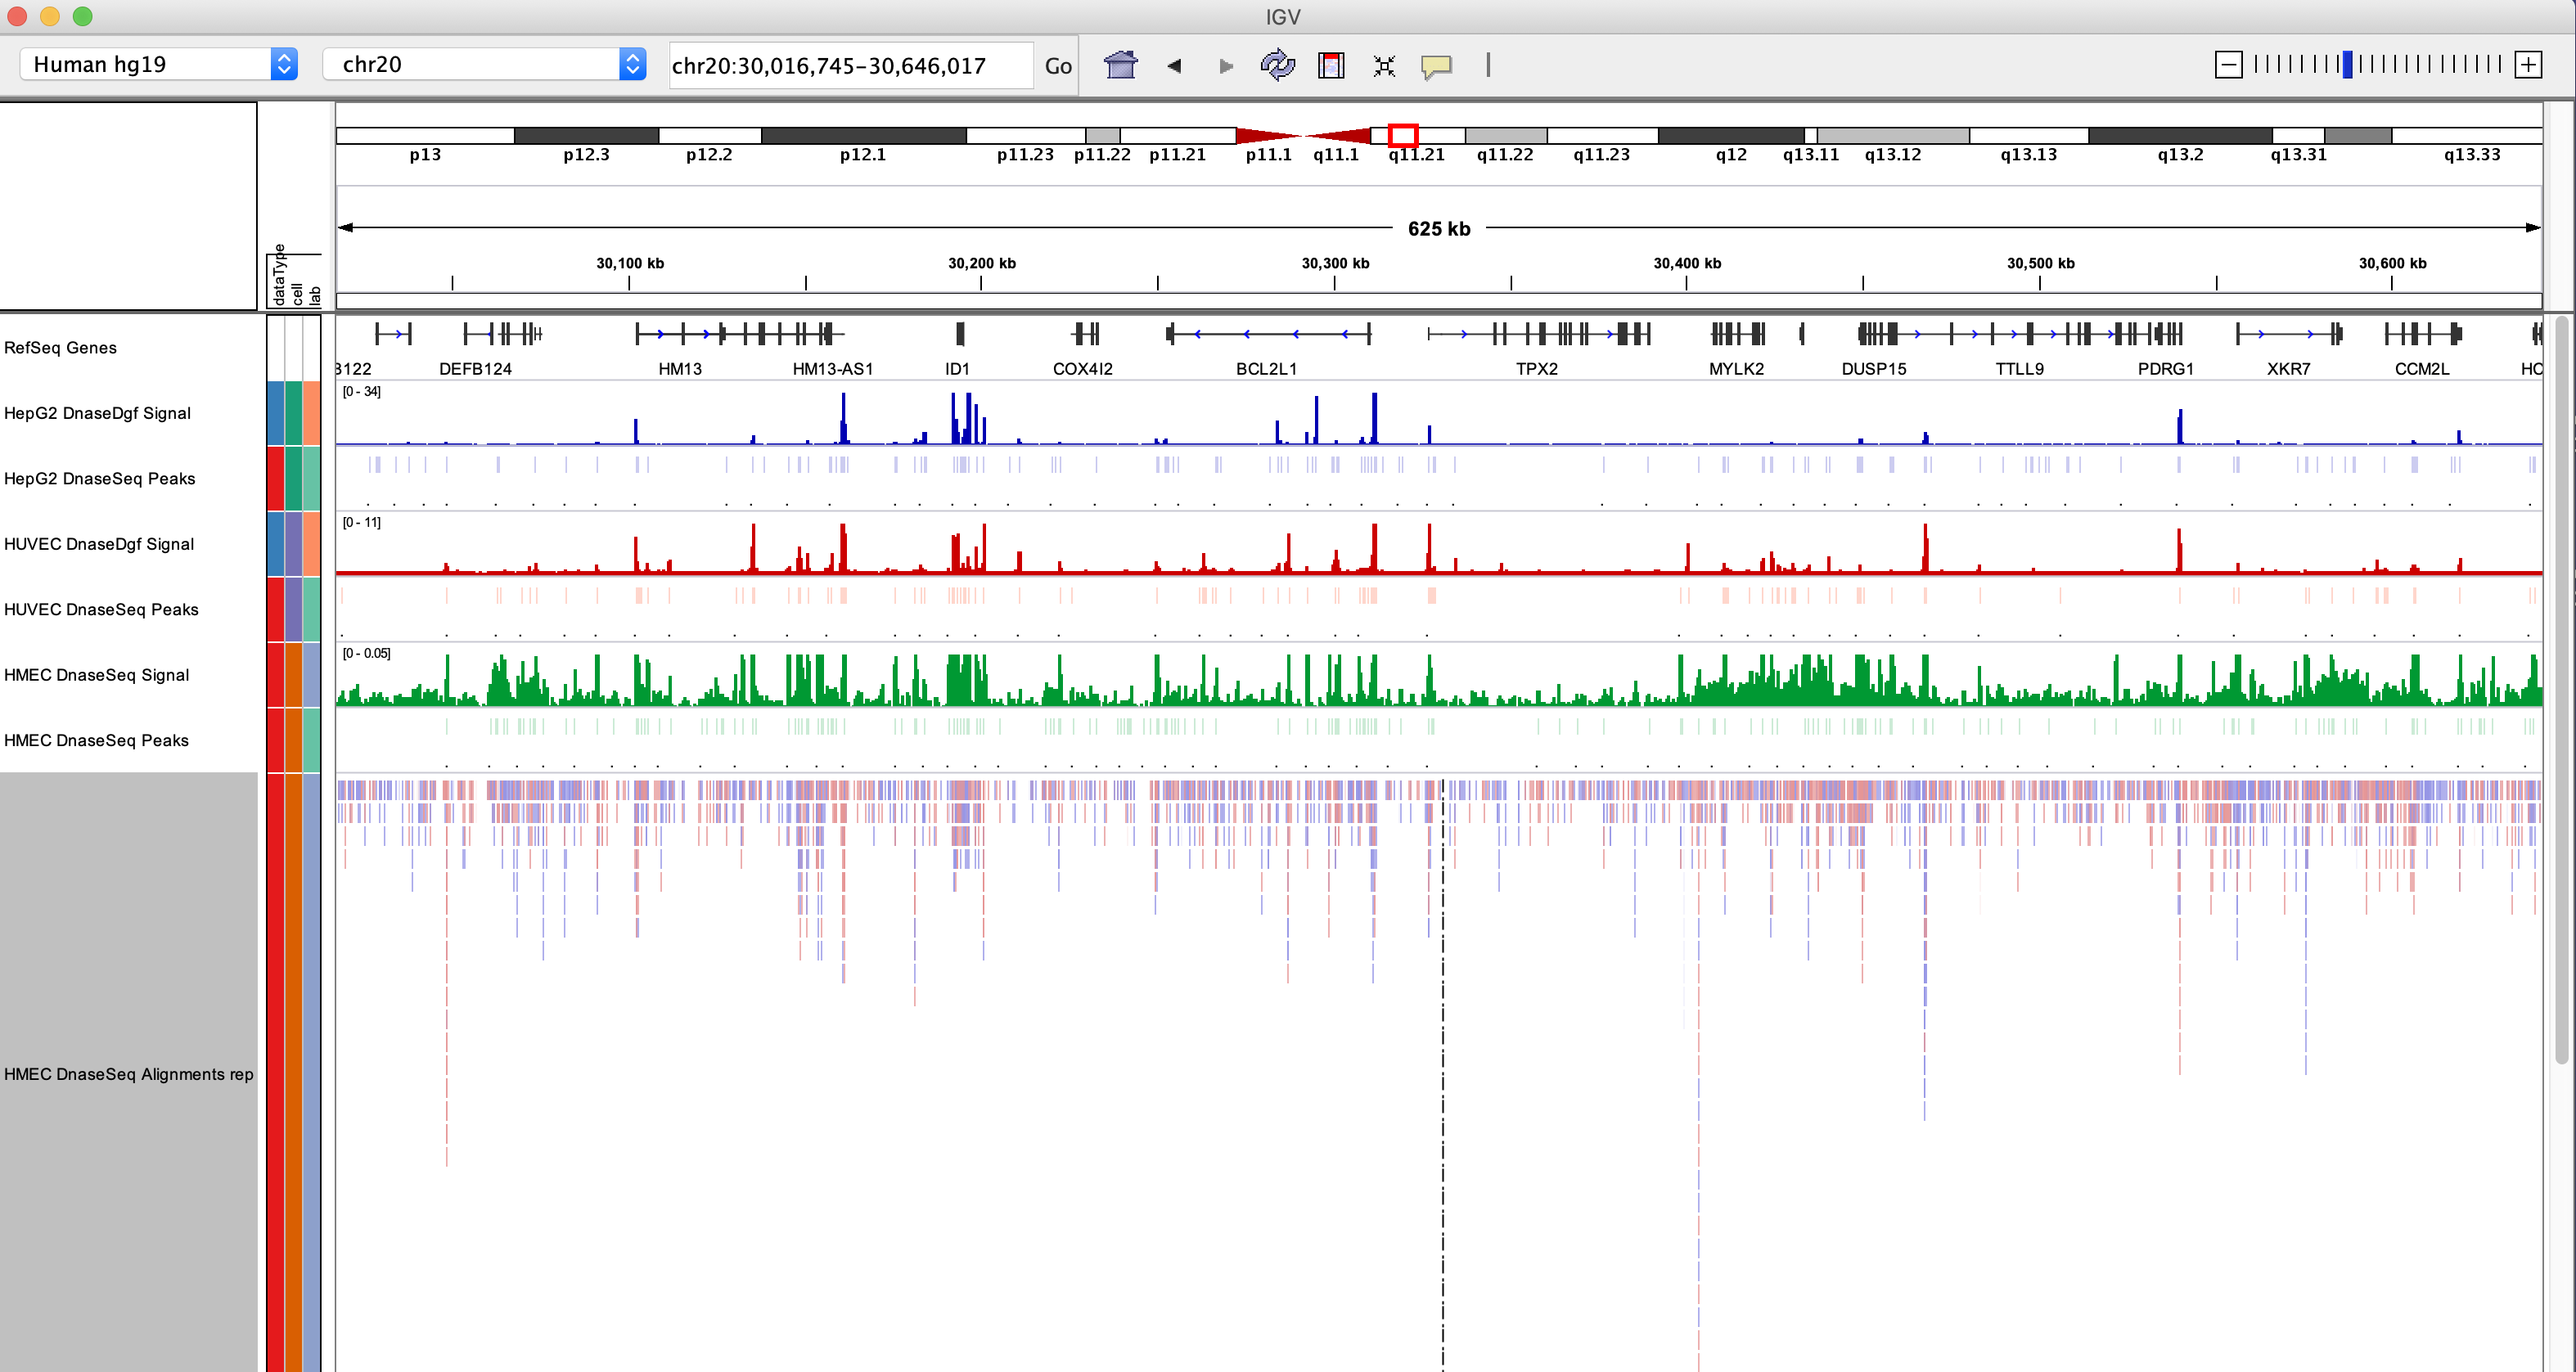 IGV
Human hg19 chr20 chr20:30,016,745-30,646,017 Go
p13 p12.3 p12.2 p12.1 p11.23 p11.22 p11.21 p11.1 q11.1 q11.21 q11.22 q11.23 q12 q13.11 q13.12 q13.13 q13.2 q13.31 q13.33
625 kb
30,100 kb 30,200 kb 30,300 kb 30,400 kb 30,500 kb 30,600 kb
dataType
cell
lab
RefSeq Genes
B122 DEFB124 HM13 HM13-AS1 ID1 COX4I2 BCL2L1 TPX2 MYLK2 DUSP15 TTLL9 PDRG1 XKR7 CCM2L HC
HepG2 DnaseDgf Signal
[0 - 34]
HepG2 DnaseSeq Peaks
HUVEC DnaseDgf Signal
[0 - 11]
HUVEC DnaseSeq Peaks
HMEC DnaseSeq Signal
[0 - 0.05]
HMEC DnaseSeq Peaks
HMEC DnaseSeq Alignments rep